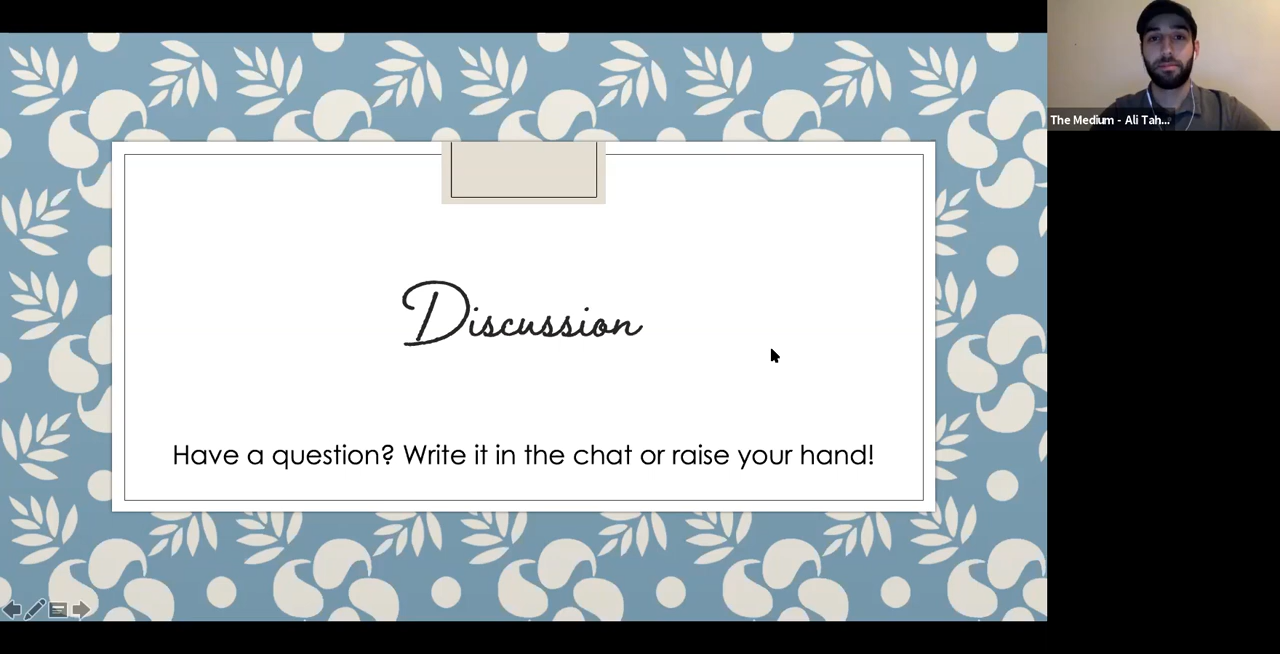 The Medium - Ali Tah...
Discussion
Have a question? Write it in the chat or raise your hand!